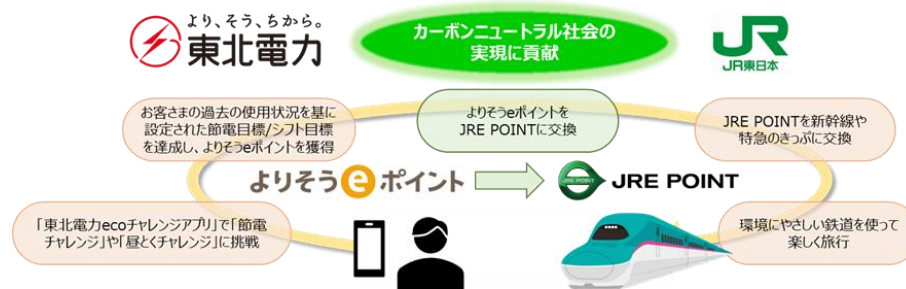 より、そう、ちから。
東北電力
カーボンニュートラル社会の
実現に貢献
JR
JR東日本
お客さまの過去の使用状況を基に
設定された節電目標/シフト目標
を達成し、よりそうeポイントを獲得
よりそうeポイントを
JRE POINTに交換
JRE POINTを新幹線や
特急のきっぷに交換
よりそうeポイント
JRE POINT
JRE POINT
「東北電力ecoチャレンジアプリ」で「節電
チャレンジ」や「昼とくチャレンジ」に挑戦
環境にやさしい鉄道を使って
楽しく旅行